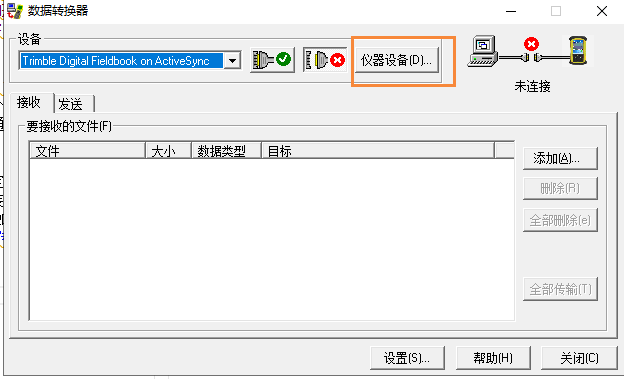 数据转换器
设备
Trimble Digital Fieldbook on ActiveSync
仪器设备(D)...
未连接
接收
发送
要接收的文件(F)
文件 大小 数据类型 目标
添加(A)...
删除(R)
全部删除(e)
全部传输(T)
设置(S)...
帮助(H)
关闭(C)